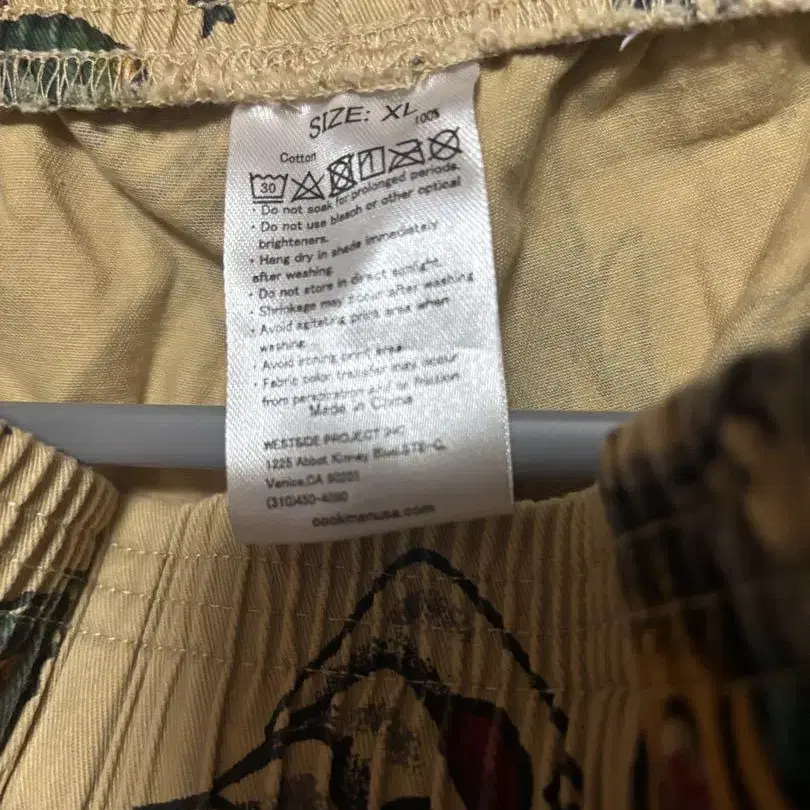 SIZE: XL
100%
Cotton
30
· Do not soak for prolonged periods.
· Do not use bleach or other optical
brighteners.
· Hang dry in shade immediately
after washing.
· Do not store in direct sunlight.
· Shrinkage may occur after washing
· Avoid agitating print area when
washing.
· Avoid ironing print area
· Fabric color transfer may occur
from perspiration and/or friction
Made in China
WESTSIDE PROJECT INC
1225 Abbot Kinney Blvd.STE-C.
Venice,CA
(310)450-
cookmanusa.com